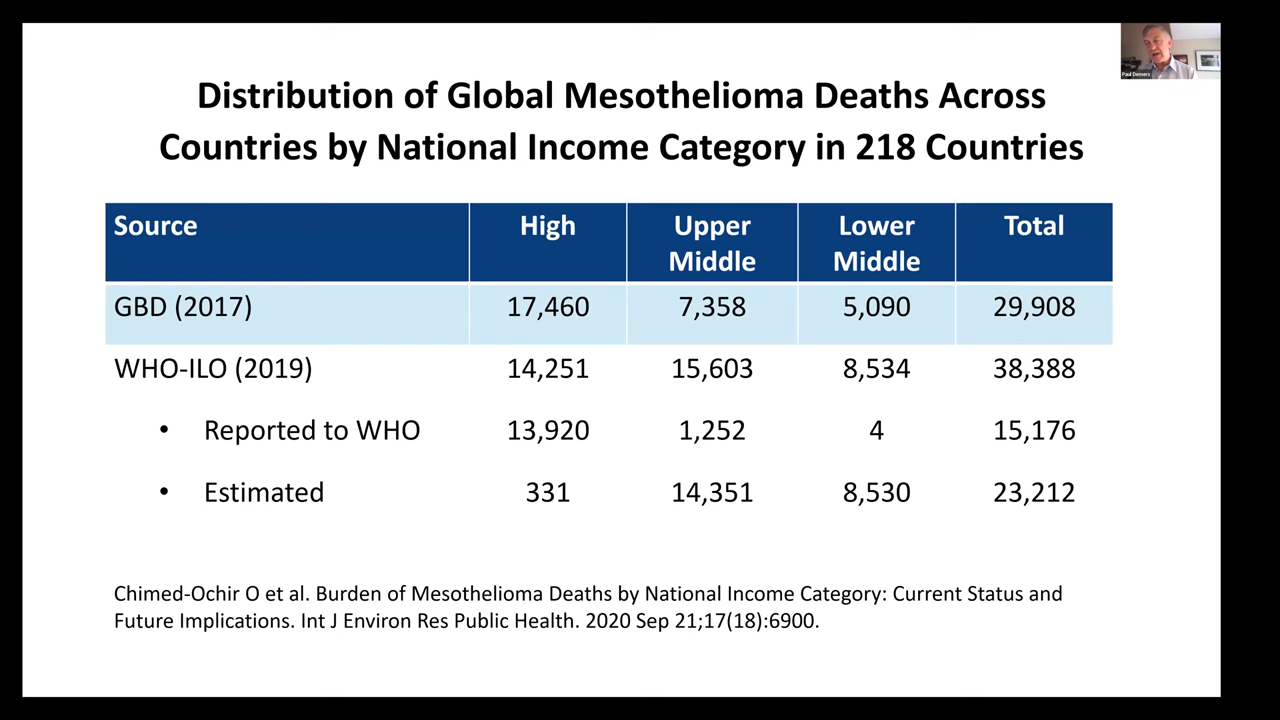 Paul Demers
Distribution of Global Mesothelioma Deaths Across
Countries by National Income Category in 218 Countries
Source High Upper Middle Lower Middle Total
GBD (2017) 17,460 7,358 5,090 29,908
WHO-ILO (2019) 14,251 15,603 8,534 38,388
• Reported to WHO 13,920 1,252 4 15,176
• Estimated 331 14,351 8,530 23,212
Chimed-Ochir O et al. Burden of Mesothelioma Deaths by National Income Category: Current Status and
Future Implications. Int J Environ Res Public Health. 2020 Sep 21;17(18):6900.